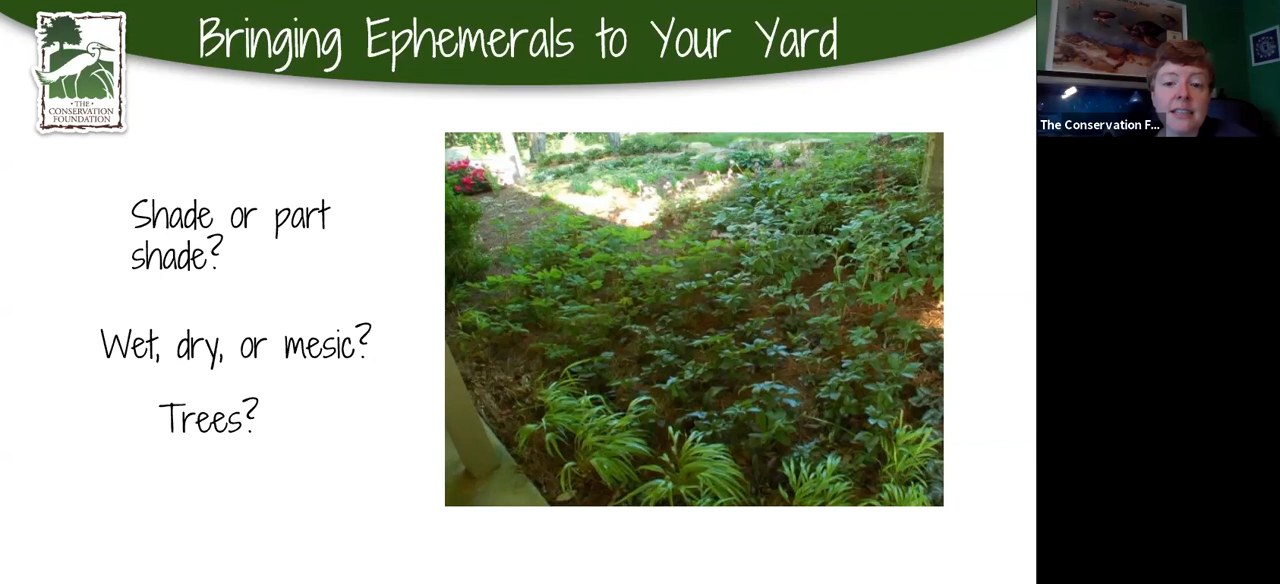 Bringing Ephemerals to Your Yard
· THE ·
CONSERVATION
FOUNDATION
The Conservation F...
Shade or part
shade?
Wet, dry, or mesic?
Trees?